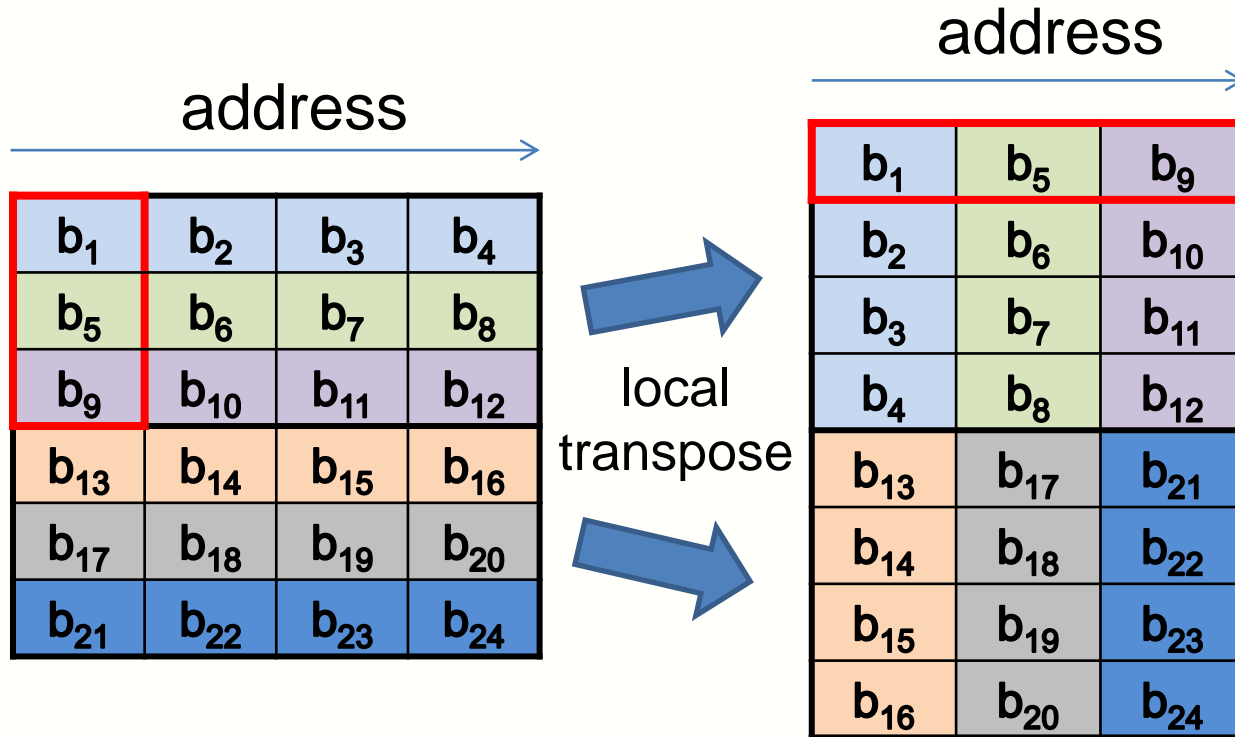 address
b₁ b₂ b₃ b₄
b₅ b₆ b₇ b₈
b₉ b₁₀ b₁₁ b₁₂
b₁₃ b₁₄ b₁₅ b₁₆
b₁₇ b₁₈ b₁₉ b₂₀
b₂₁ b₂₂ b₂₃ b₂₄
local
transpose
address
b₁ b₅ b₉
b₂ b₆ b₁₀
b₃ b₇ b₁₁
b₄ b₈ b₁₂
b₁₃ b₁₇ b₂₁
b₁₄ b₁₈ b₂₂
b₁₅ b₁₉ b₂₃
b₁₆ b₂₀ b₂₄